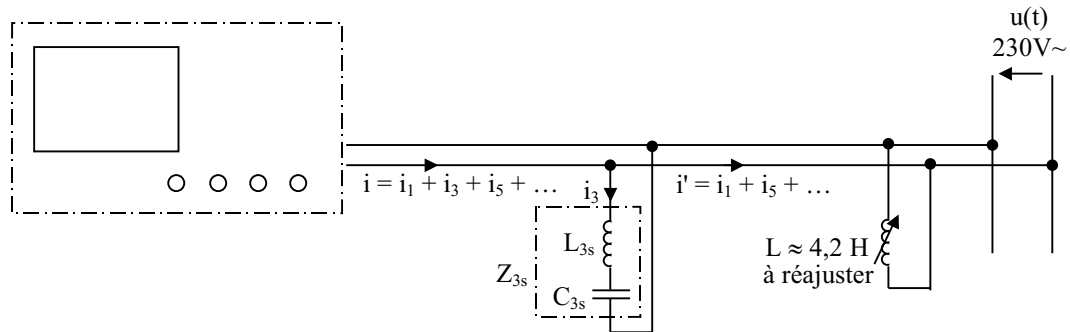 u(t)
230V~
i = i₁ + i₃ + i₅ + …
i₃
i' = i₁ + i₅ + …
L₃ₛ
Z₃ₛ
C₃ₛ
L ≈ 4,2 H
à réajuster